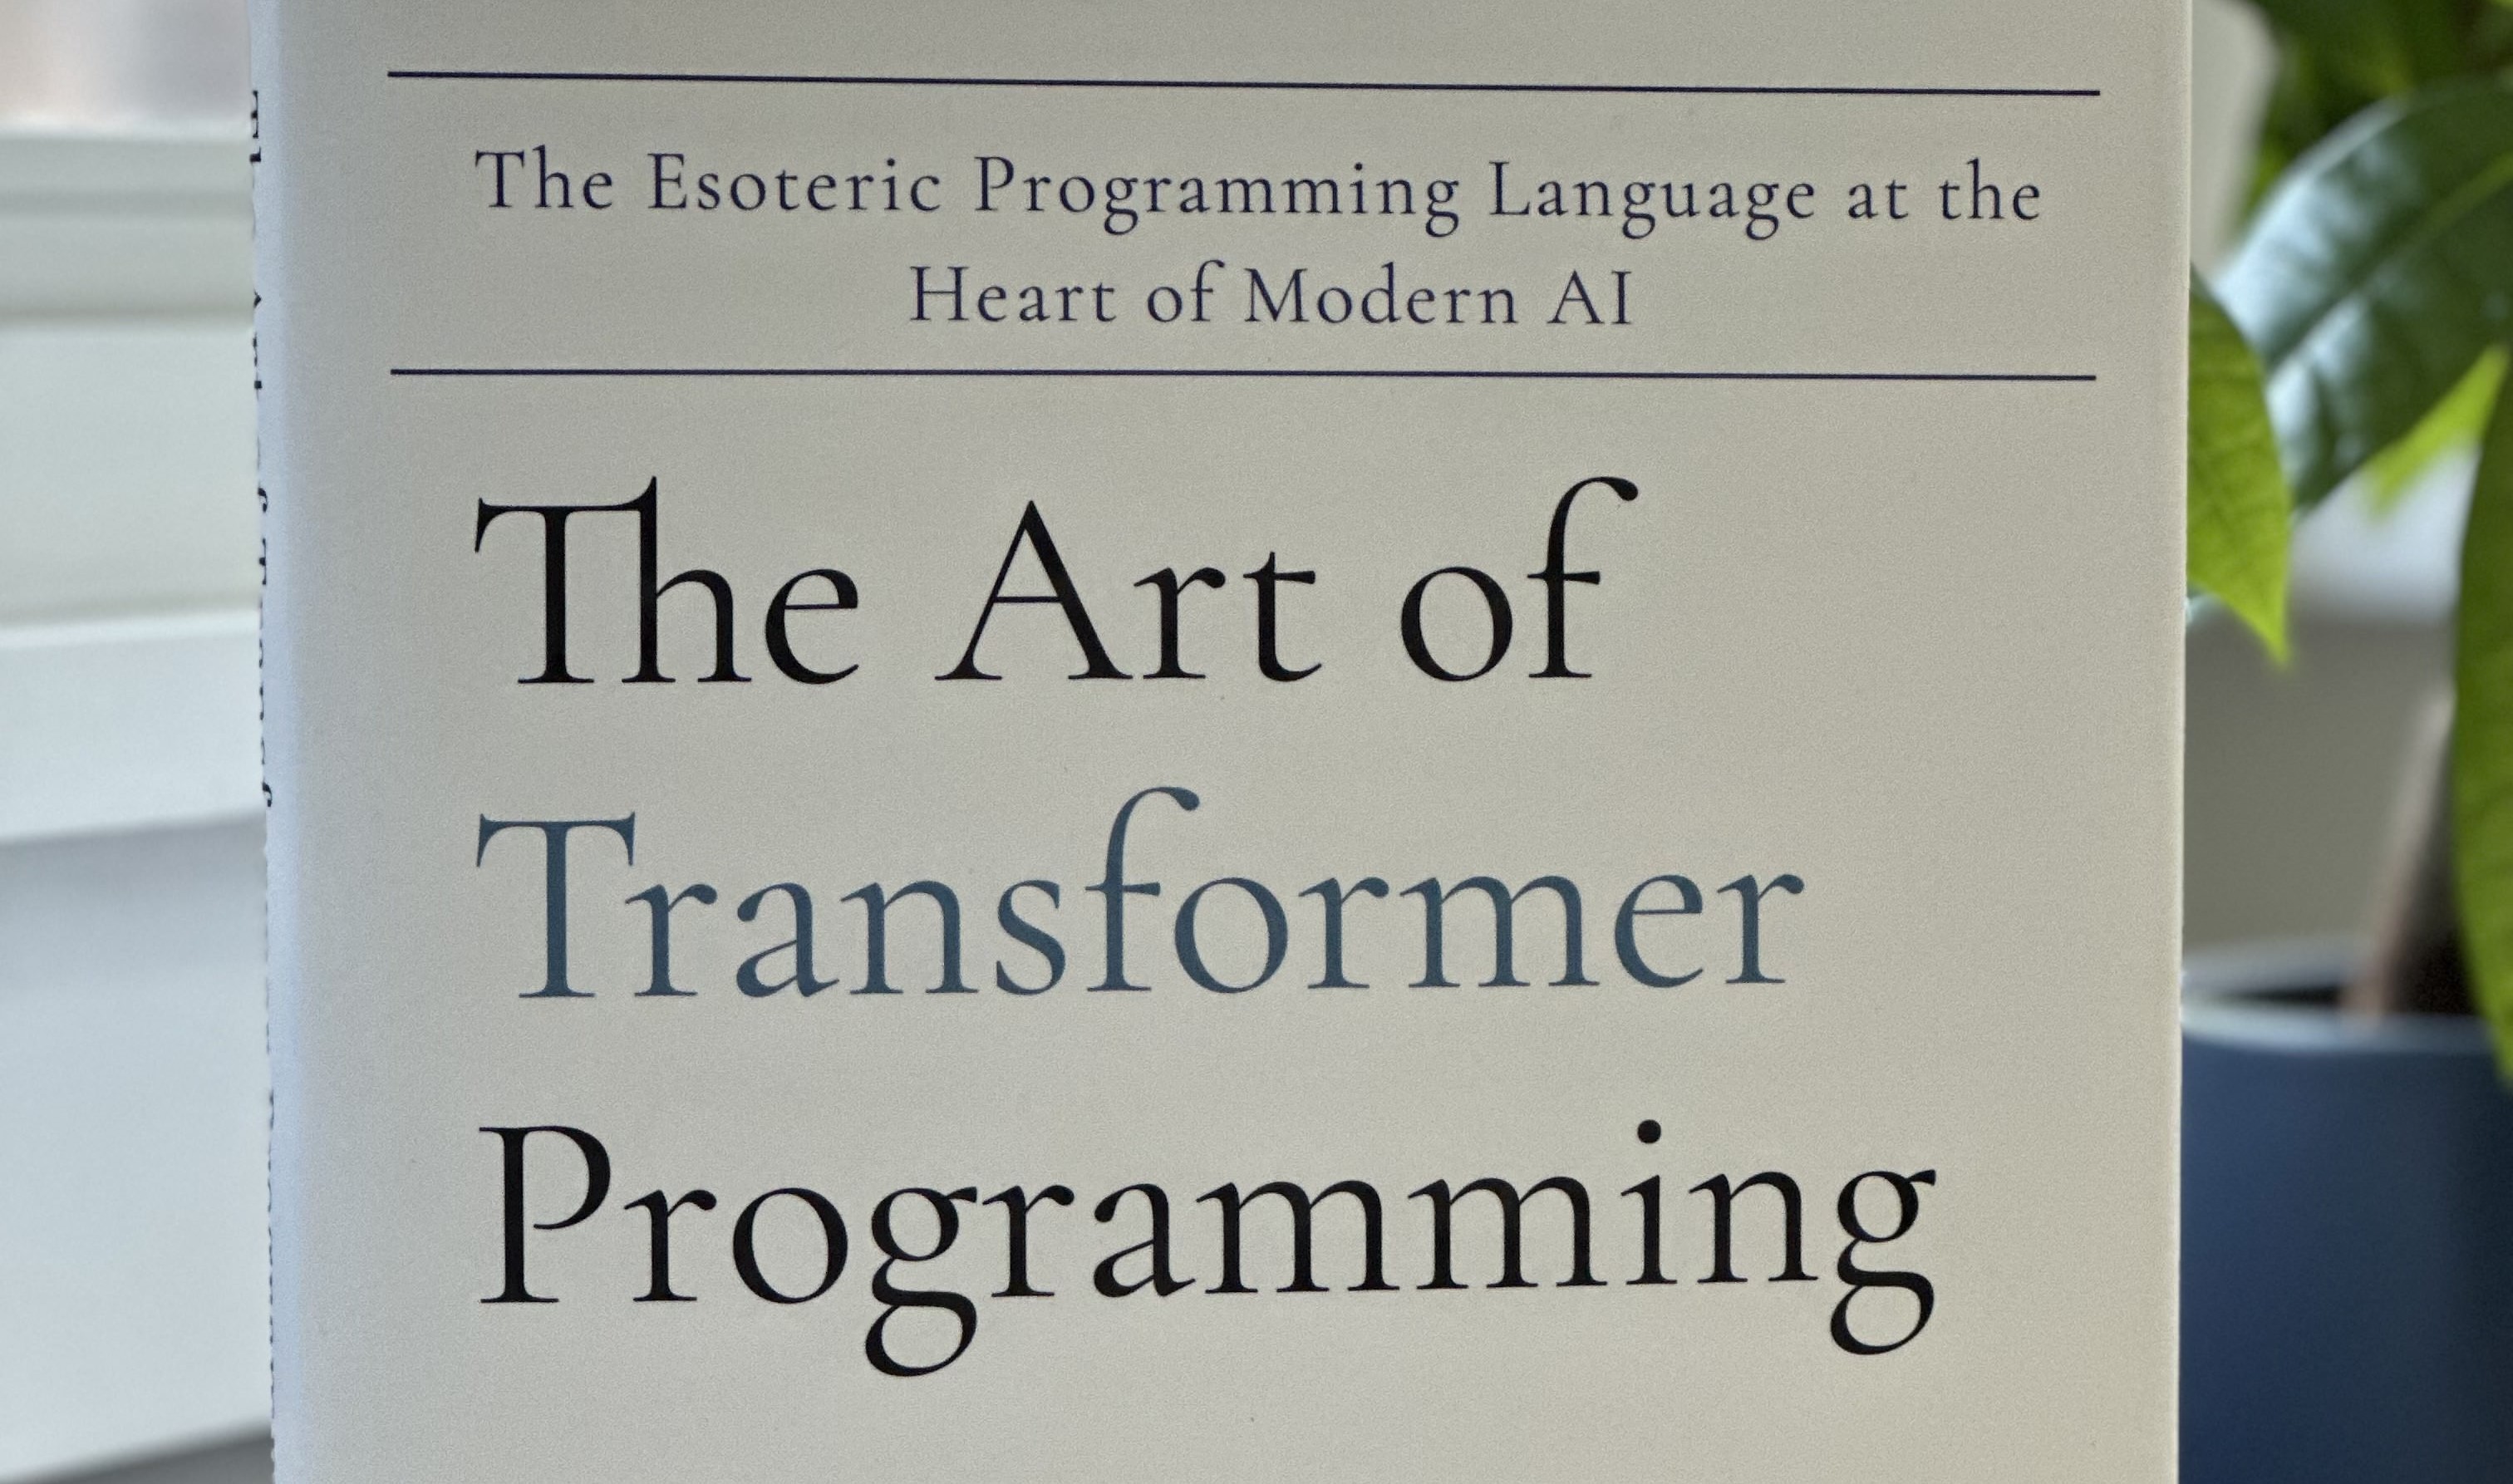 The Esoteric Programming Language at the
Heart of Modern AI
The Art of
Transformer
Programming